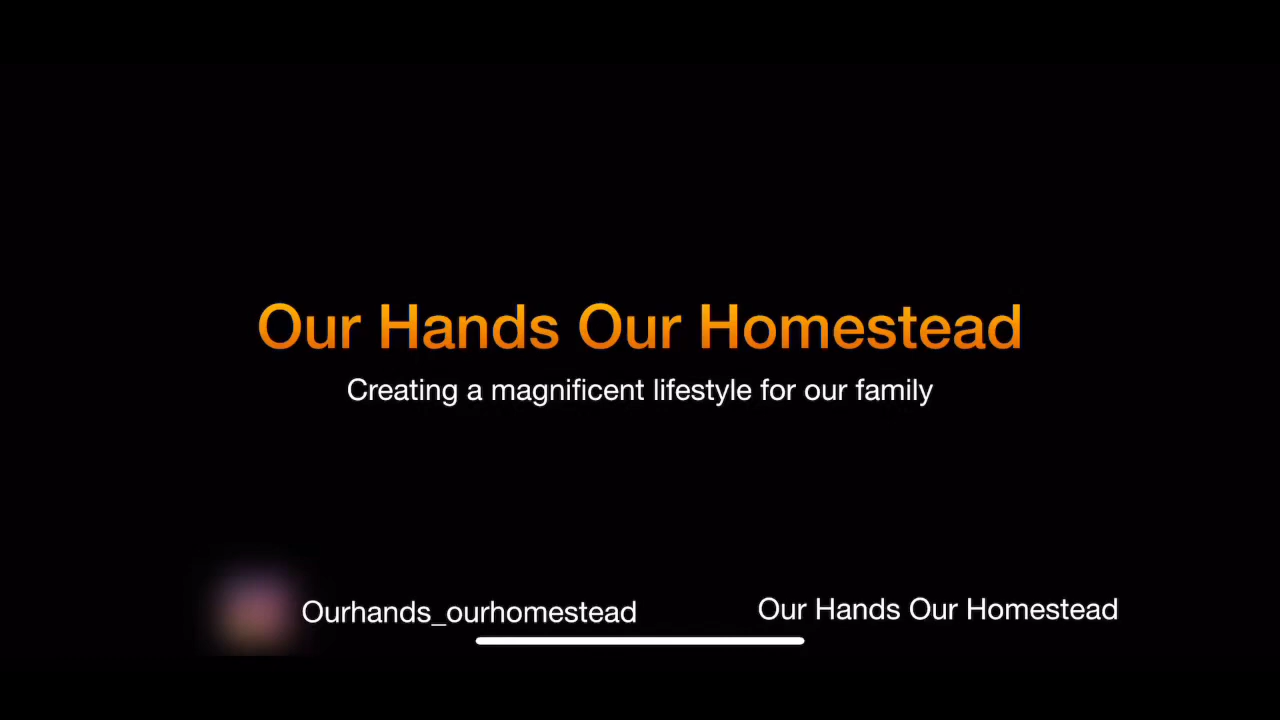 Our Hands Our Homestead
Creating a magnificent lifestyle for our family
Ourhands_ourhomestead
Our Hands Our Homestead